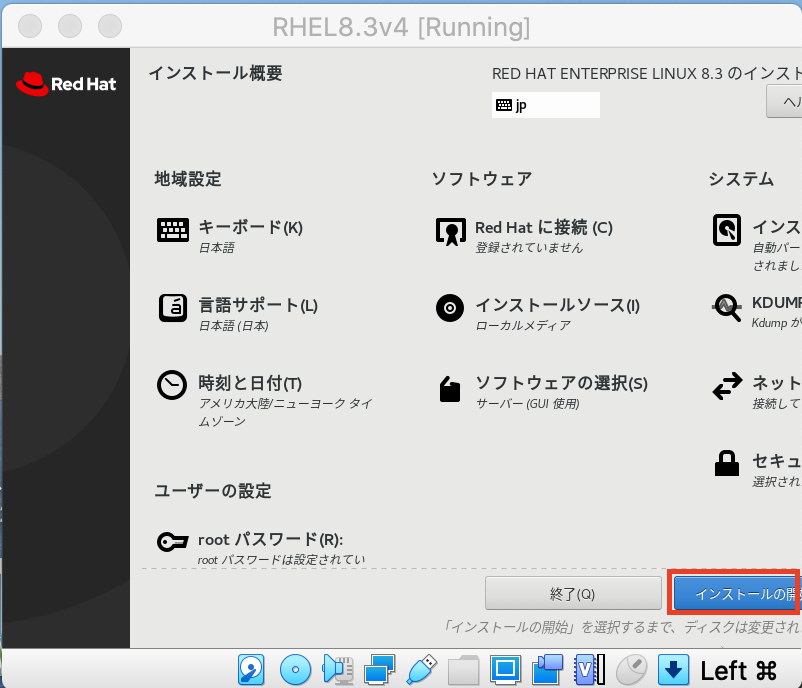 RHEL8.3v4 [Running]
Red Hat
インストール概要
RED HAT ENTERPRISE LINUX 8.3 のインスト
jp
ヘル
地域設定
キーボード(K)
日本語
言語サポート(L)
日本語 (日本)
時刻と日付(T)
アメリカ大陸/ニューヨーク タイ
ムゾーン
ソフトウェア
Red Hat に接続 (C)
登録されていません
インストールソース(I)
ローカルメディア
ソフトウェアの選択(S)
サーバー (GUI 使用)
システム
インス
自動パー
されまし
KDUMP
Kdump が
ネット
接続して
セキュ
選択され
ユーザーの設定
root パスワード(R):
root パスワードは設定されてい
終了(Q)
インストールの開始
「インストールの開始」を選択するまで、ディスクは変更され
Left ⌘